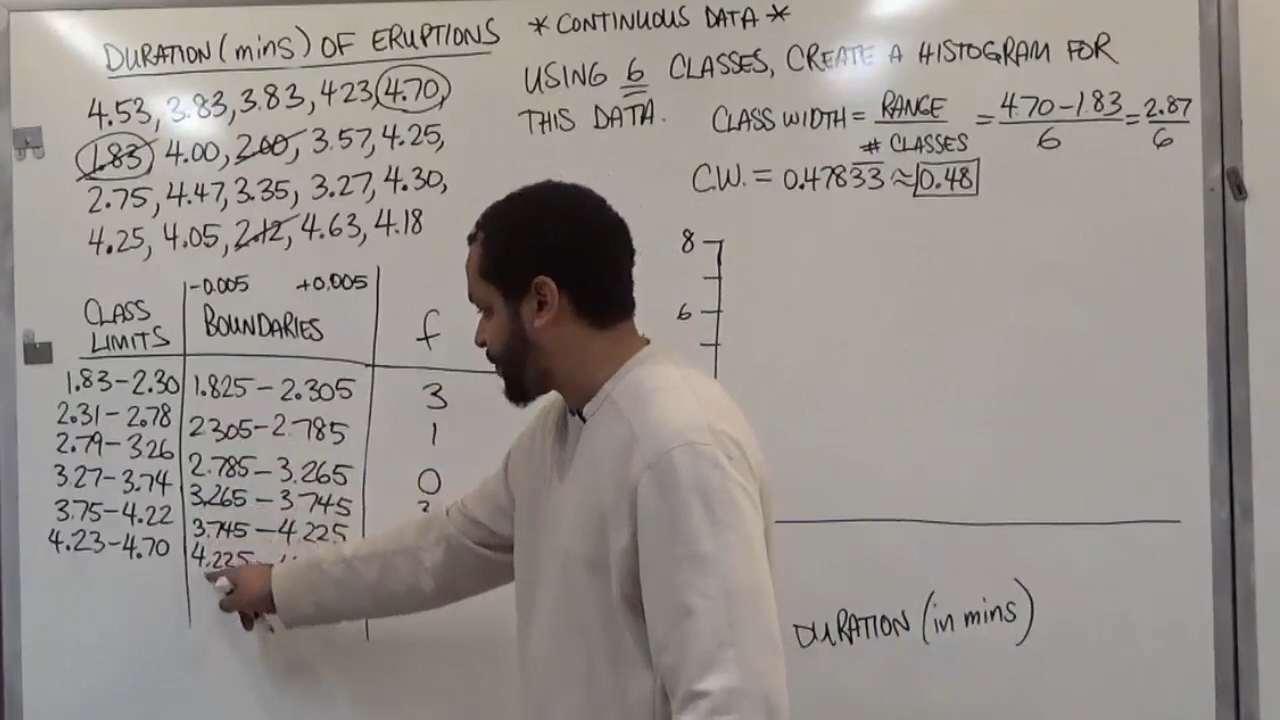 DURATION (mins) OF ERUPTIONS
4.53, 3.83, 3.83, 423, 4.70,
1.83, 4.00, 2.00, 3.57, 4.25,
2.75, 4.47, 3.35, 3.27, 4.30,
4.25, 4.05, 2.12, 4.63, 4.18
* CONTINUOUS DATA *
USING 6 CLASSES, CREATE A HISTOGRAM FOR
THIS DATA.
CLASS WIDTH = RANGE / # CLASSES = 4.70-1.83 / 6 = 2.87 / 6
C.W. = 0.47833 ≈ 0.48
-0.005 +0.005
CLASS LIMITS BOUNDARIES f
1.83-2.30 1.825-2.305 3
2.31-2.78 2305-2.785 1
2.79-3.26 2.785-3.265 0
3.27-3.74 3.265-3.745
3.75-4.22 3.745-4.225
4.23-4.70 4.225-
8
6
DURATION (in mins)